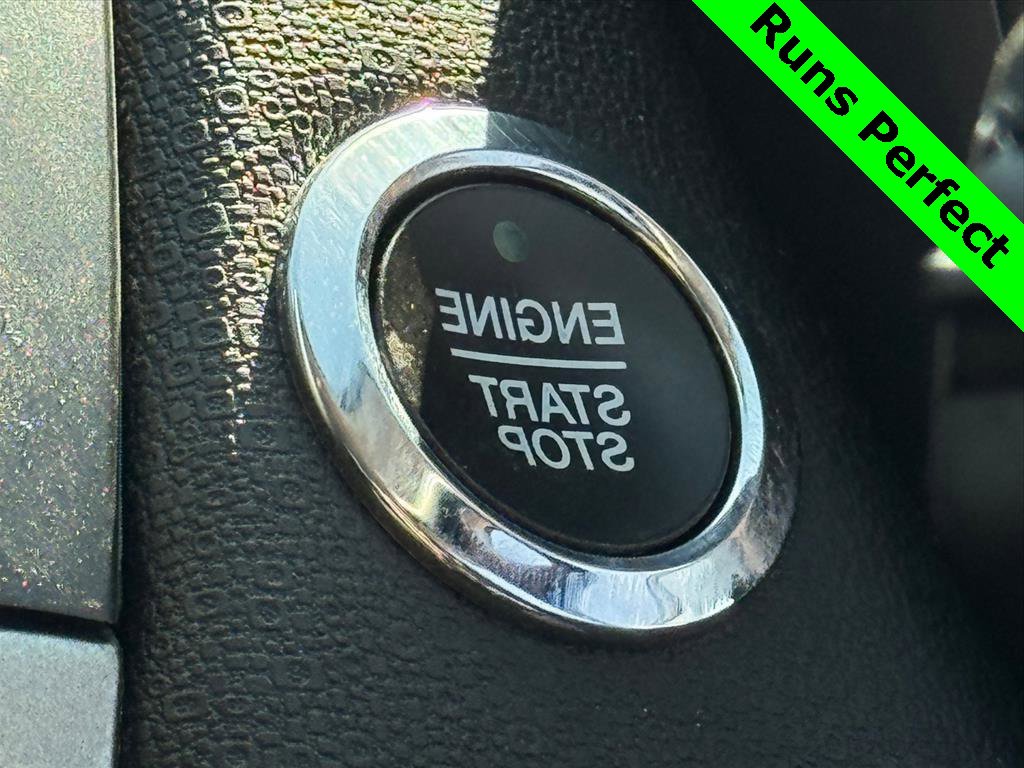 ENGINE
START
STOP
Runs Perfect